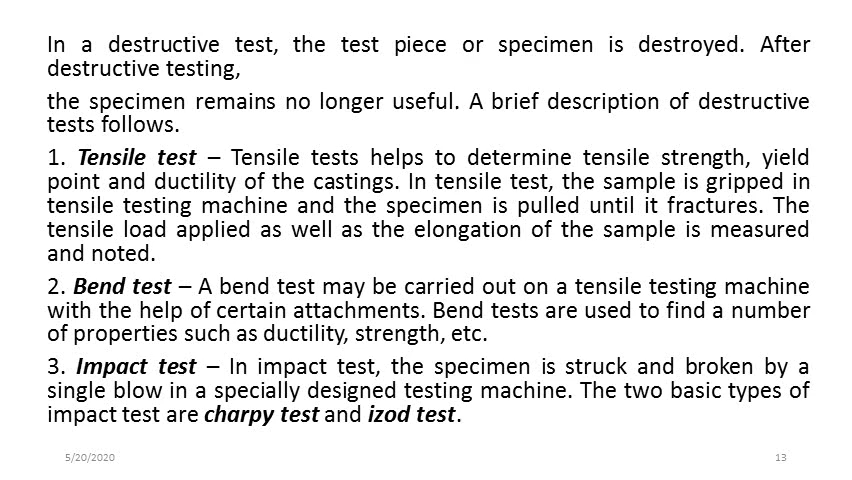 In a destructive test, the test piece or specimen is destroyed. After
destructive testing,
the specimen remains no longer useful. A brief description of destructive
tests follows.
1. Tensile test – Tensile tests helps to determine tensile strength, yield
point and ductility of the castings. In tensile test, the sample is gripped in
tensile testing machine and the specimen is pulled until it fractures. The
tensile load applied as well as the elongation of the sample is measured
and noted.
2. Bend test – A bend test may be carried out on a tensile testing machine
with the help of certain attachments. Bend tests are used to find a number
of properties such as ductility, strength, etc.
3. Impact test – In impact test, the specimen is struck and broken by a
single blow in a specially designed testing machine. The two basic types of
impact test are charpy test and izod test.
5/20/2020
13